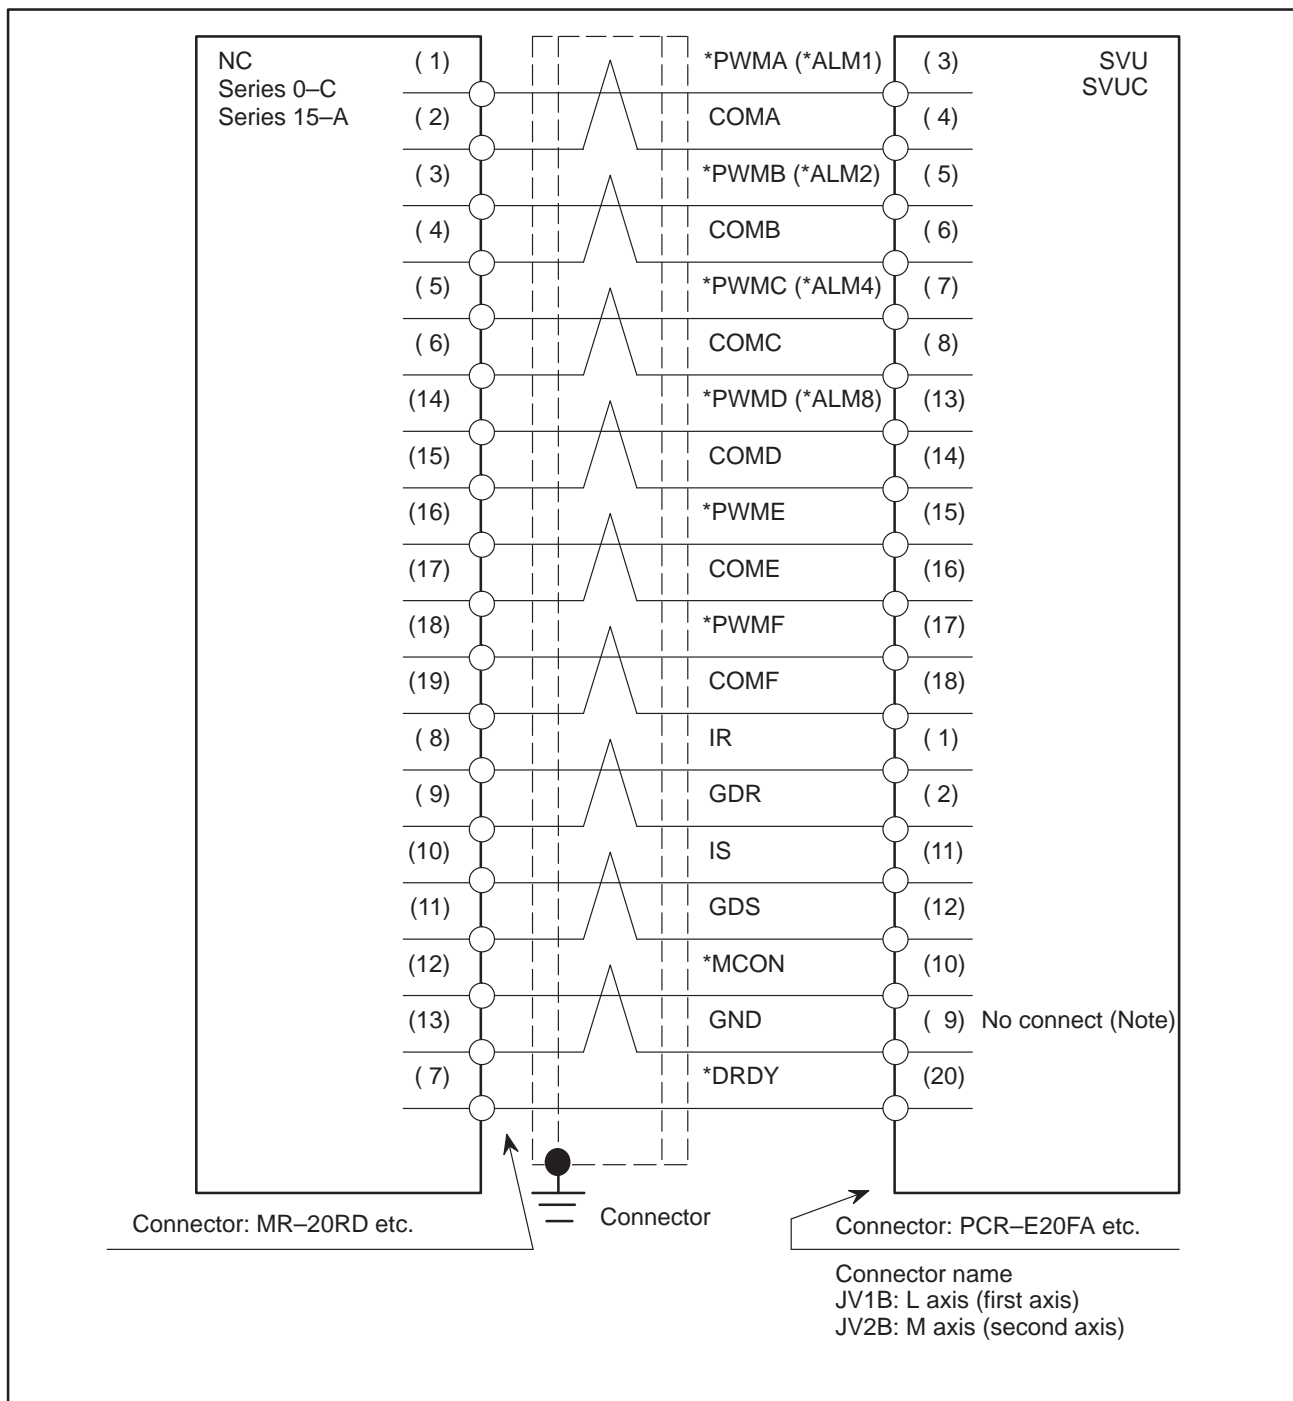 NC ( 1) *PWMA (*ALM1) ( 3) SVU
Series 0–C SVUC
Series 15–A ( 2) COMA ( 4)
( 3) *PWMB (*ALM2) ( 5)
( 4) COMB ( 6)
( 5) *PWMC (*ALM4) ( 7)
( 6) COMC ( 8)
(14) *PWMD (*ALM8) (13)
(15) COMD (14)
(16) *PWME (15)
(17) COME (16)
(18) *PWMF (17)
(19) COMF (18)
( 8) IR ( 1)
( 9) GDR ( 2)
(10) IS (11)
(11) GDS (12)
(12) *MCON (10)
(13) GND ( 9) No connect (Note)
( 7) *DRDY (20)
Connector: MR–20RD etc. Connector Connector: PCR–E20FA etc.
Connector name
JV1B: L axis (first axis)
JV2B: M axis (second axis)